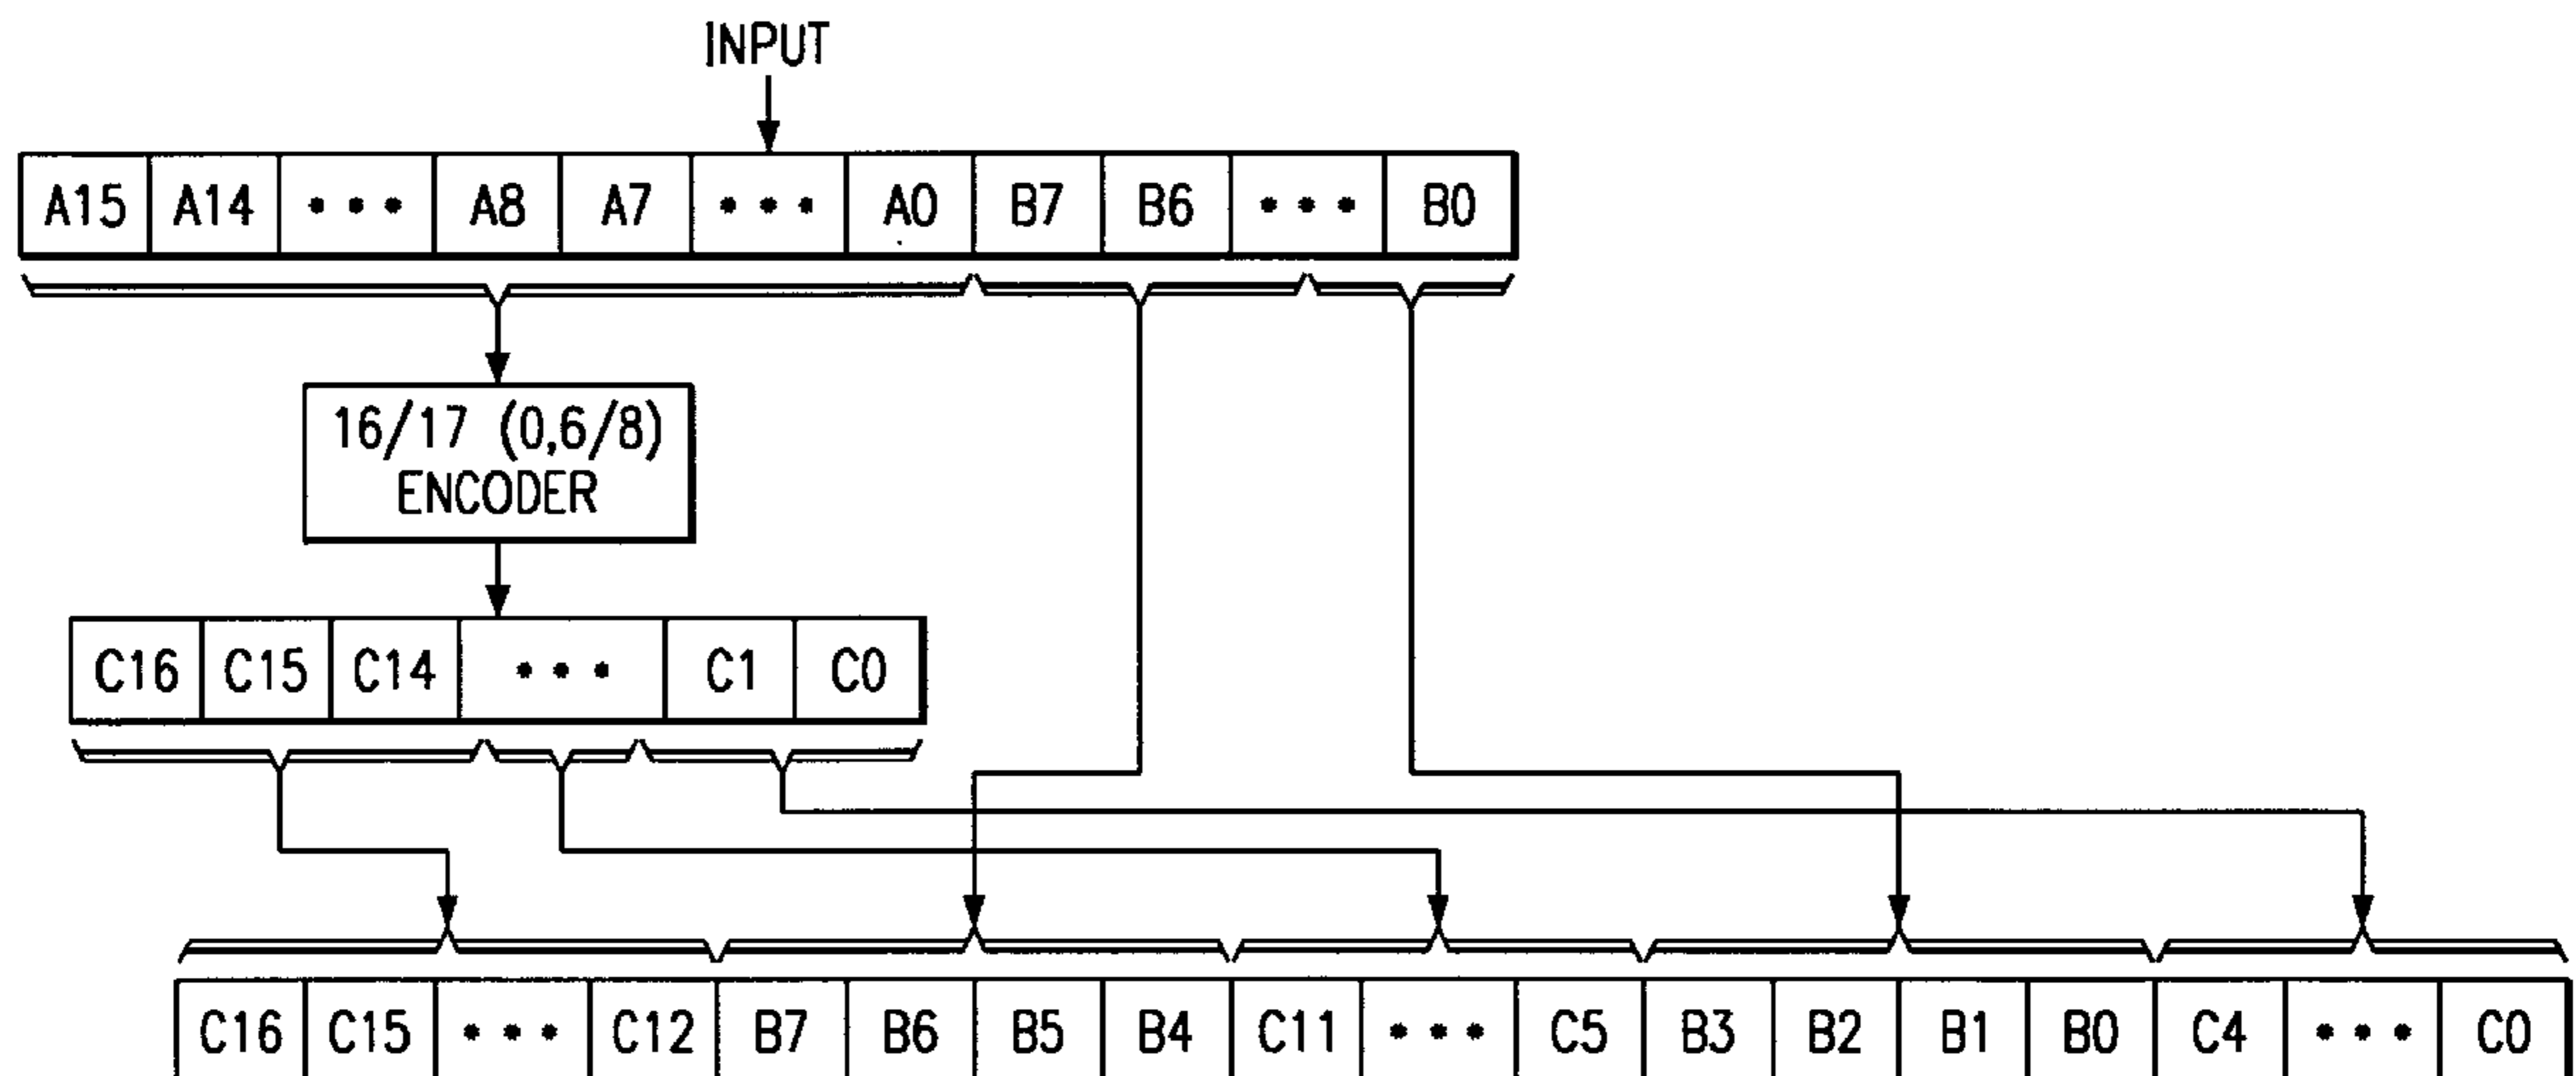 INPUT
A15 A14 • • • A8 A7 • • • A0 B7 B6 • • • B0
16/17 (0,6/8)
ENCODER
C16 C15 C14 • • • C1 C0
C16 C15 • • • C12 B7 B6 B5 B4 C11 • • • C5 B3 B2 B1 B0 C4 • • • C0